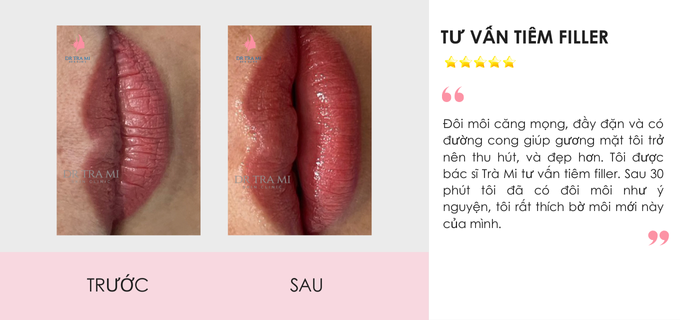 DR TRA MI
DR TRA MI
DR TRA MI
DR TRA MI
TRƯỚC
SAU
TƯ VẤN TIÊM FILLER
Đôi môi căng mọng, đầy đặn và có
đường cong giúp gương mặt tôi trở
nên thu hút, và đẹp hơn. Tôi được
bác sĩ Trà Mi tư vấn tiêm filler. Sau 30
phút tôi đã có đôi môi như ý
nguyện, tôi rất thích bờ môi mới này
của mình.